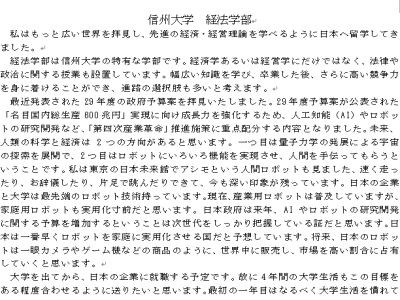 信州大学　経法学部
私はもっと広い世界を拝見し、先進の経済・経営理論を学べるように日本へ留学してき
ました。
経法学部は信州大学の特有な学部です。経済学あるいは経営学にだけではなく、法律や
政治に関する授業も設置しています。幅広い知識を学び、卒業した後、さらに高い競争力
を身に着けることができ、進路の選択肢も多いと考えます。
最近発表された 29 年度の政府予算案を拝見いたしました。29 年度予算案が公表された
「名目国内総生産 600 兆円」実現に向け成長力を強化するため、人工知能（AI）やロボッ
トの研究開発など、「第四次産業革命」推進施策に重点配分する内容となりました。未来、
人類の科学と経済は 2 つの方向があると思います。一つ目は量子力学の発展による宇宙
の探索を展開で、2 つ目はロボットにいろいろ機能を実現させ、人間を手伝ってもらうと
いうことです。私は東京の日本未来館でアシモという人間ロボットも見ました、速く走っ
たり、お辞儀したり、片足で跳んだりできて、今も深い印象が残っています。日本の企業
と大学は最先端のロボット技術持っています。現在、産業用ロボットは普及していますが、
家庭用ロボットも実用化寸前だと思います。日本政府は来年、AI やロボットの研究開発
に関する予算を増加するということは次世代をしっかり把握している証だと思います。日
本は一番早くロボットを家庭に実用化させる国だと予想しています。将来、日本のロボッ
トは一眼カメラやゲーム機などの商品のように、世界中に販売し、市場を高い割合に占有
していくと思います。
大学を出てから、日本の企業に就職する予定です。故に 4 年間の大学生活もこの目標を
ある程度合わせるように送りたいと思います。最初の一年目はなるべく大学生活を慣れて